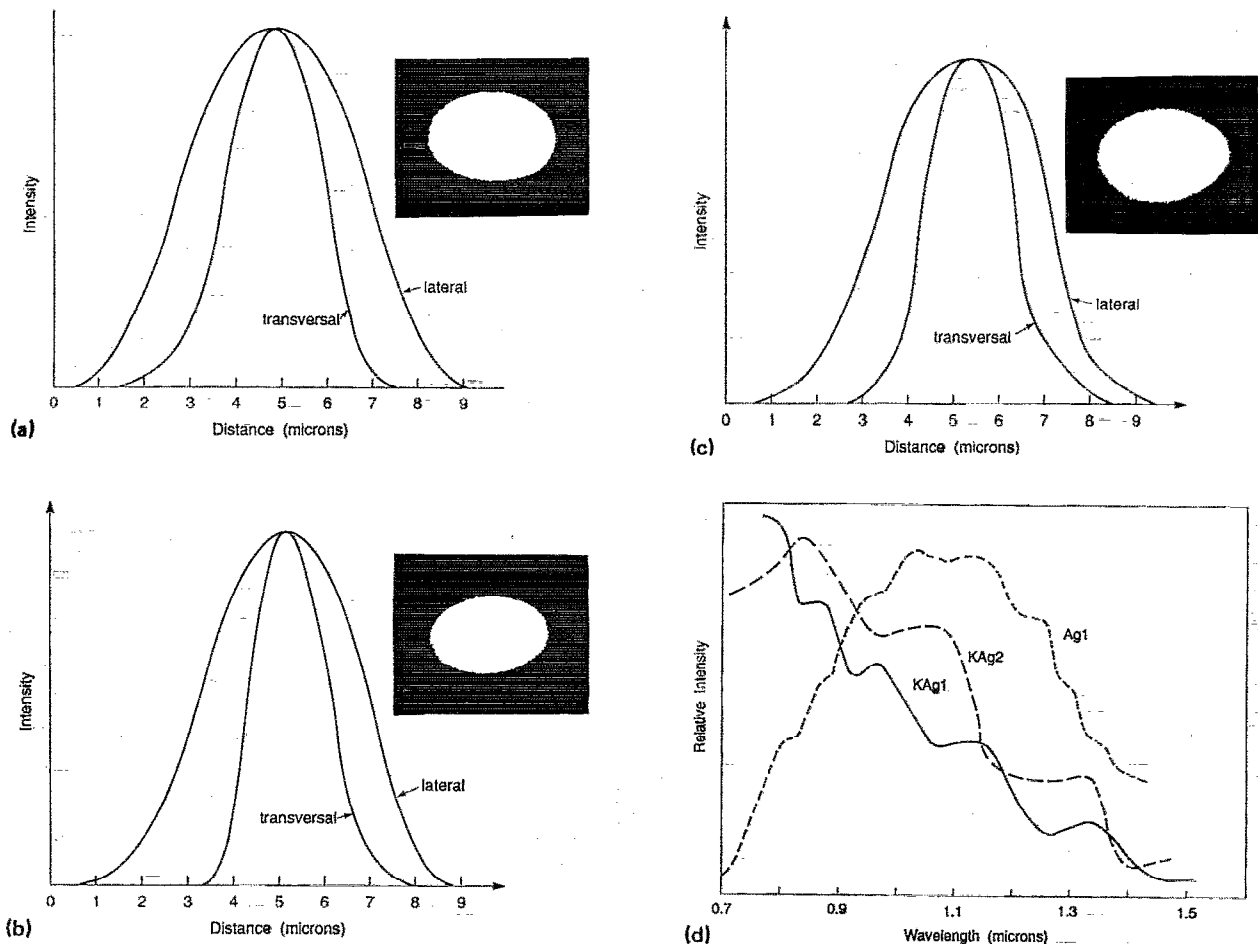 Intensity
lateral
transversal
0 1 2 3 4 5 6 7 8 9
Distance (microns)
(a)
Intensity
lateral
transversal
0 1 2 3 4 5 6 7 8 9
Distance (microns)
(c)
Intensity
lateral
transversal
0 1 2 3 4 5 6 7 8 9
Distance (microns)
(b)
Relative Intensity
Ag1
KAg2
KAg1
0.7 0.9 1.1 1.3 1.5
Wavelength (microns)
(d)